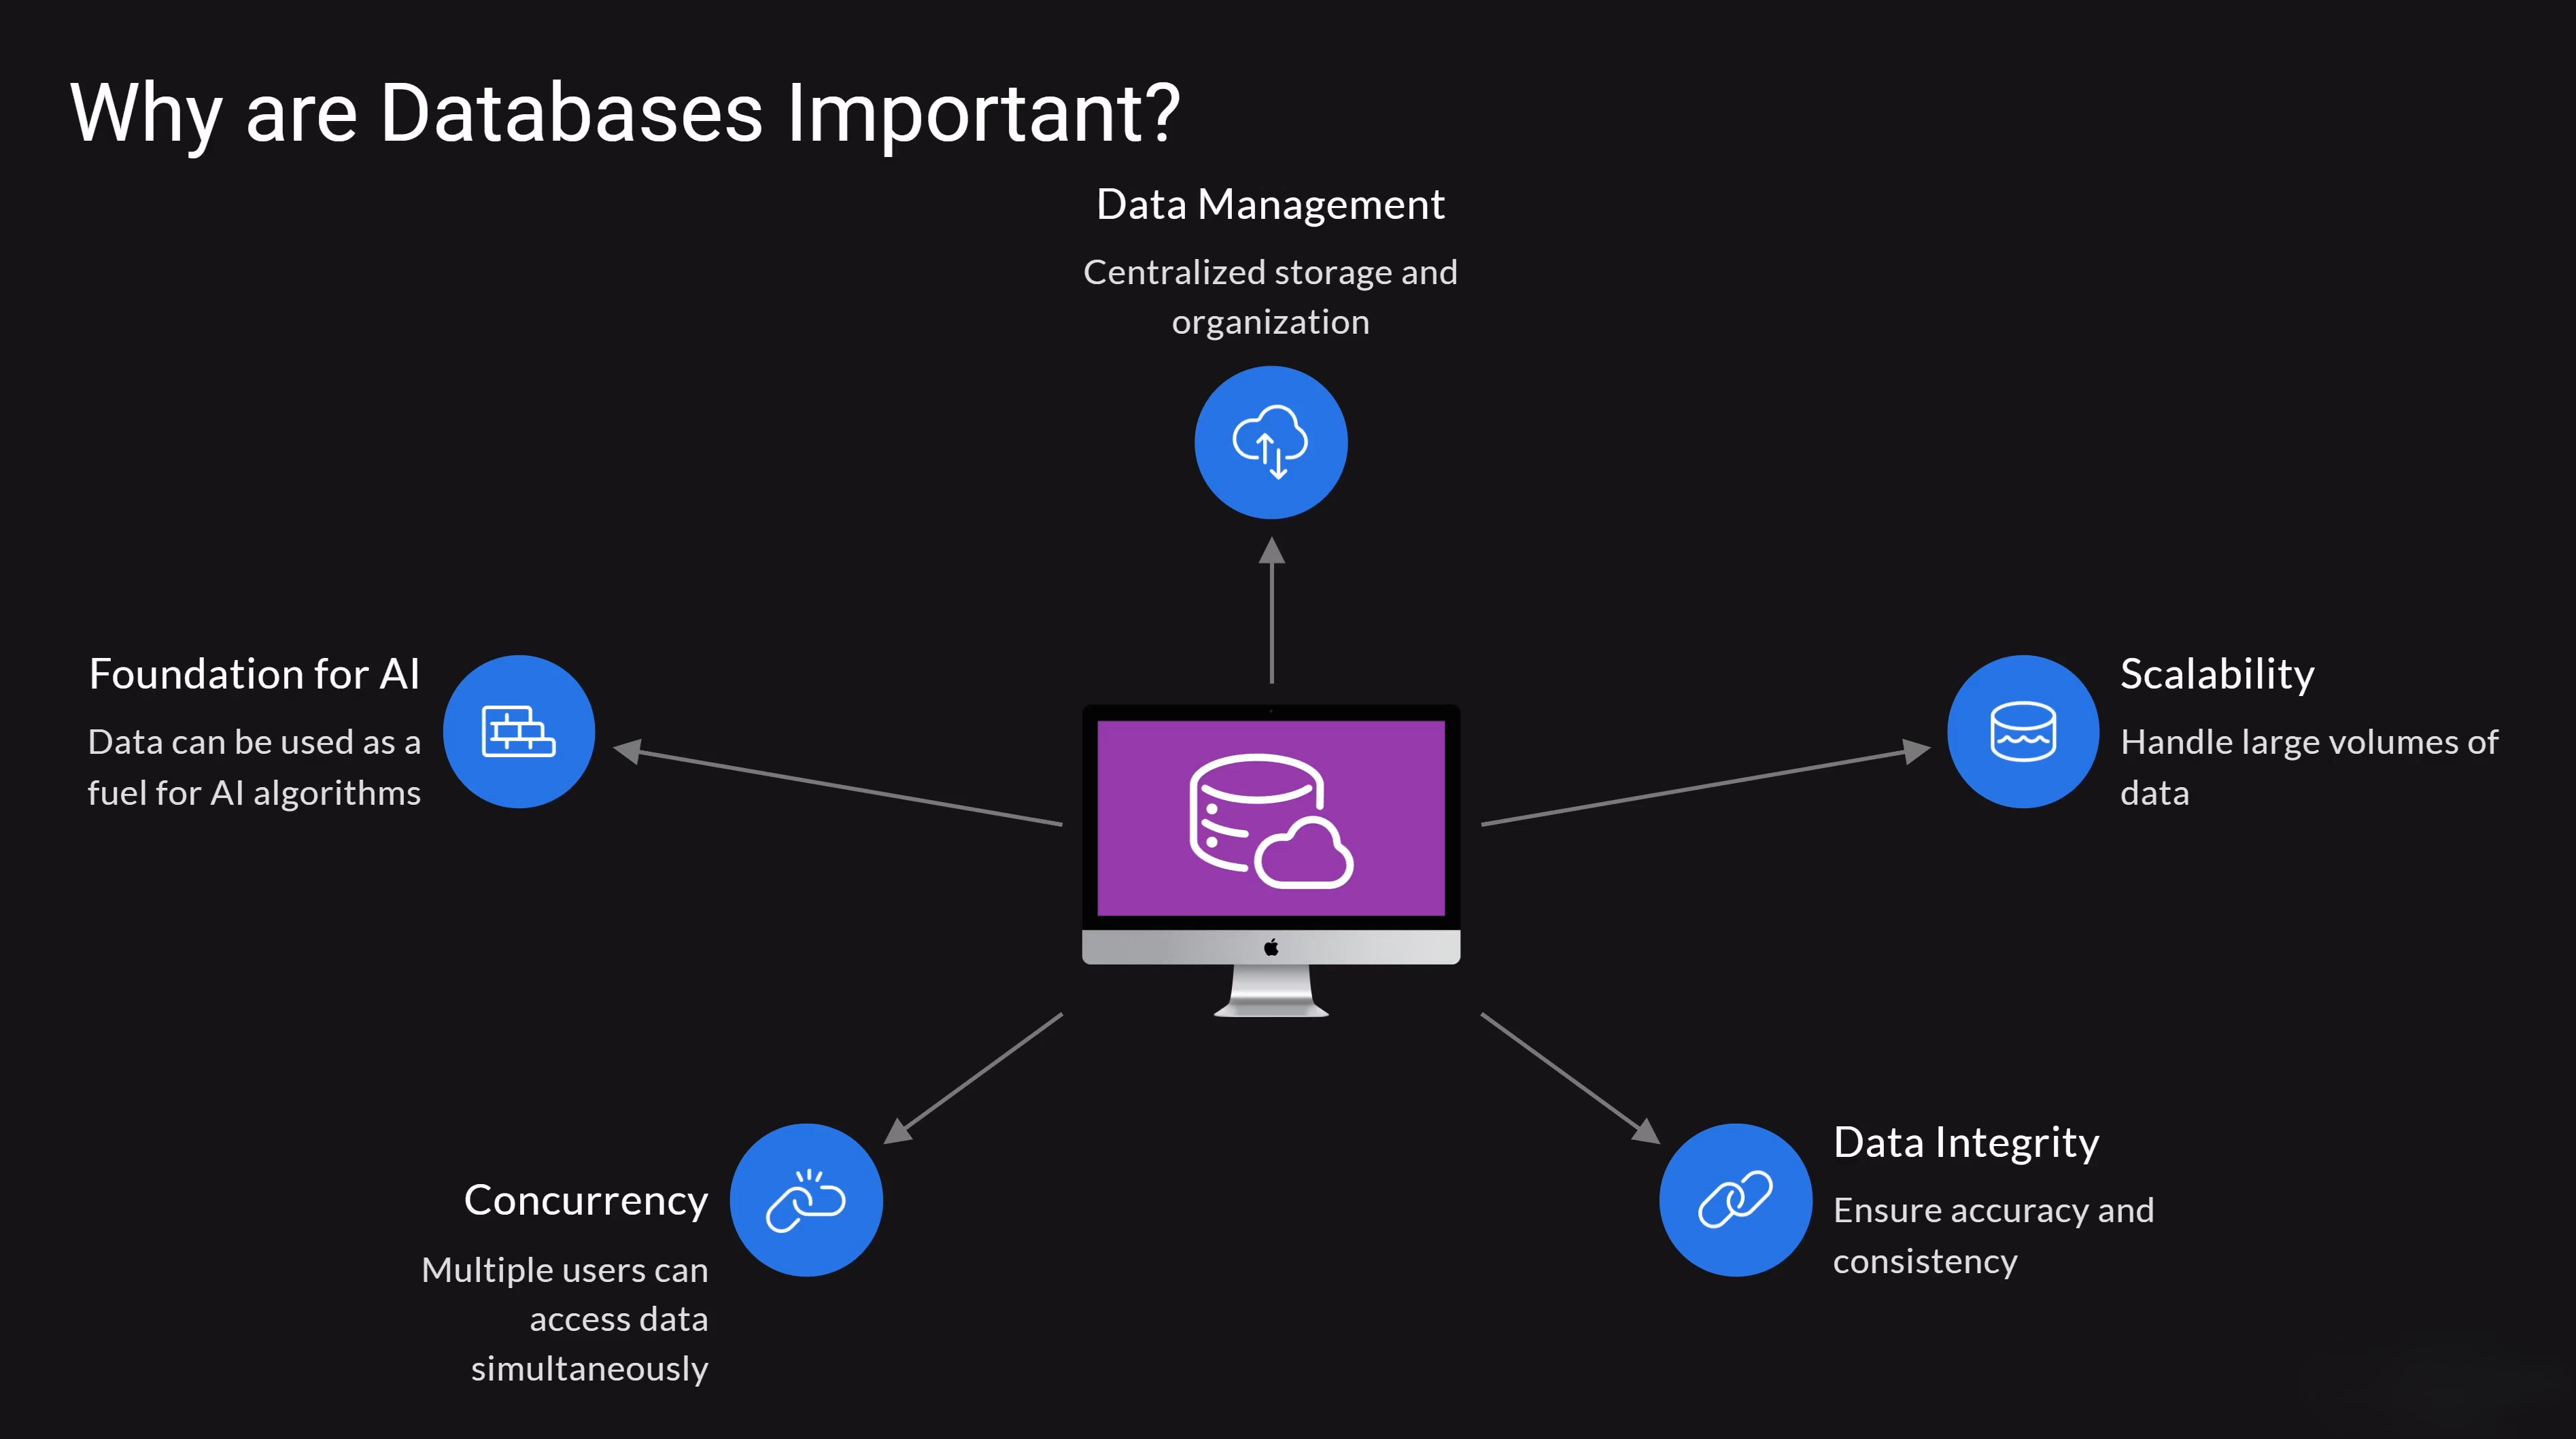 Why are Databases Important?
Data Management
Centralized storage and
organization
Foundation for AI
Data can be used as a
fuel for AI algorithms
Scalability
Handle large volumes of
data
Concurrency
Multiple users can
access data
simultaneously
Data Integrity
Ensure accuracy and
consistency